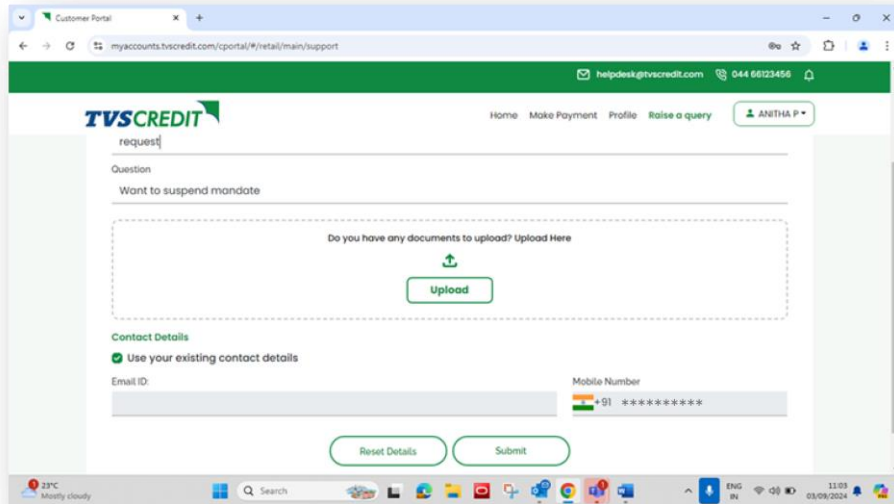 Customer Portal
myaccounts.tvscredit.com/cportal/#/retail/main/support
helpdesk@tvscredit.com 044 66123456
TVSCREDIT
Home Make Payment Profile Raise a query ANITHA P
request
Question
Want to suspend mandate
Do you have any documents to upload? Upload Here
Upload
Contact Details
Use your existing contact details
Email ID: Mobile Number
+91 **********
Reset Details Submit
1 23°C
Mostly cloudy
Search
ENG
IN
11:03
03/09/2024